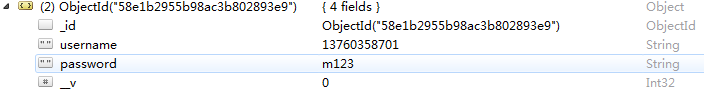 (2) ObjectId("58e1b2955b98ac3b802893e9") { 4 fields } Object
_id ObjectId("58e1b2955b98ac3b802893e9") ObjectId
"" username 13760358701 String
"" password m123 String
# __v 0 Int32